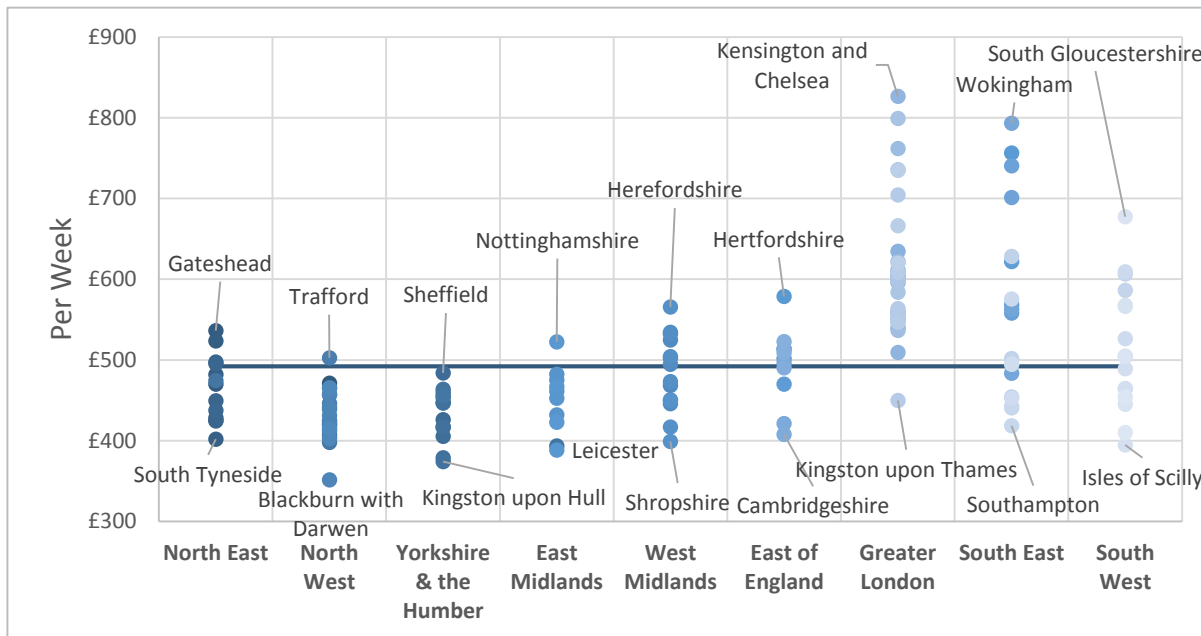 £900
£800
£700
£600
£500
£400
£300
Per Week
Kensington and
Chelsea
South Gloucestershire
Wokingham
Herefordshire
Nottinghamshire
Hertfordshire
Gateshead
Trafford
Sheffield
South Tyneside
Blackburn with
Darwen
Kingston upon Hull
Leicester
Shropshire
Cambridgeshire
Kingston upon Thames
Southampton
Isles of Scilly
North East
North
West
Yorkshire
& the
Humber
East
Midlands
West
Midlands
East of
England
Greater
London
South East
South
West